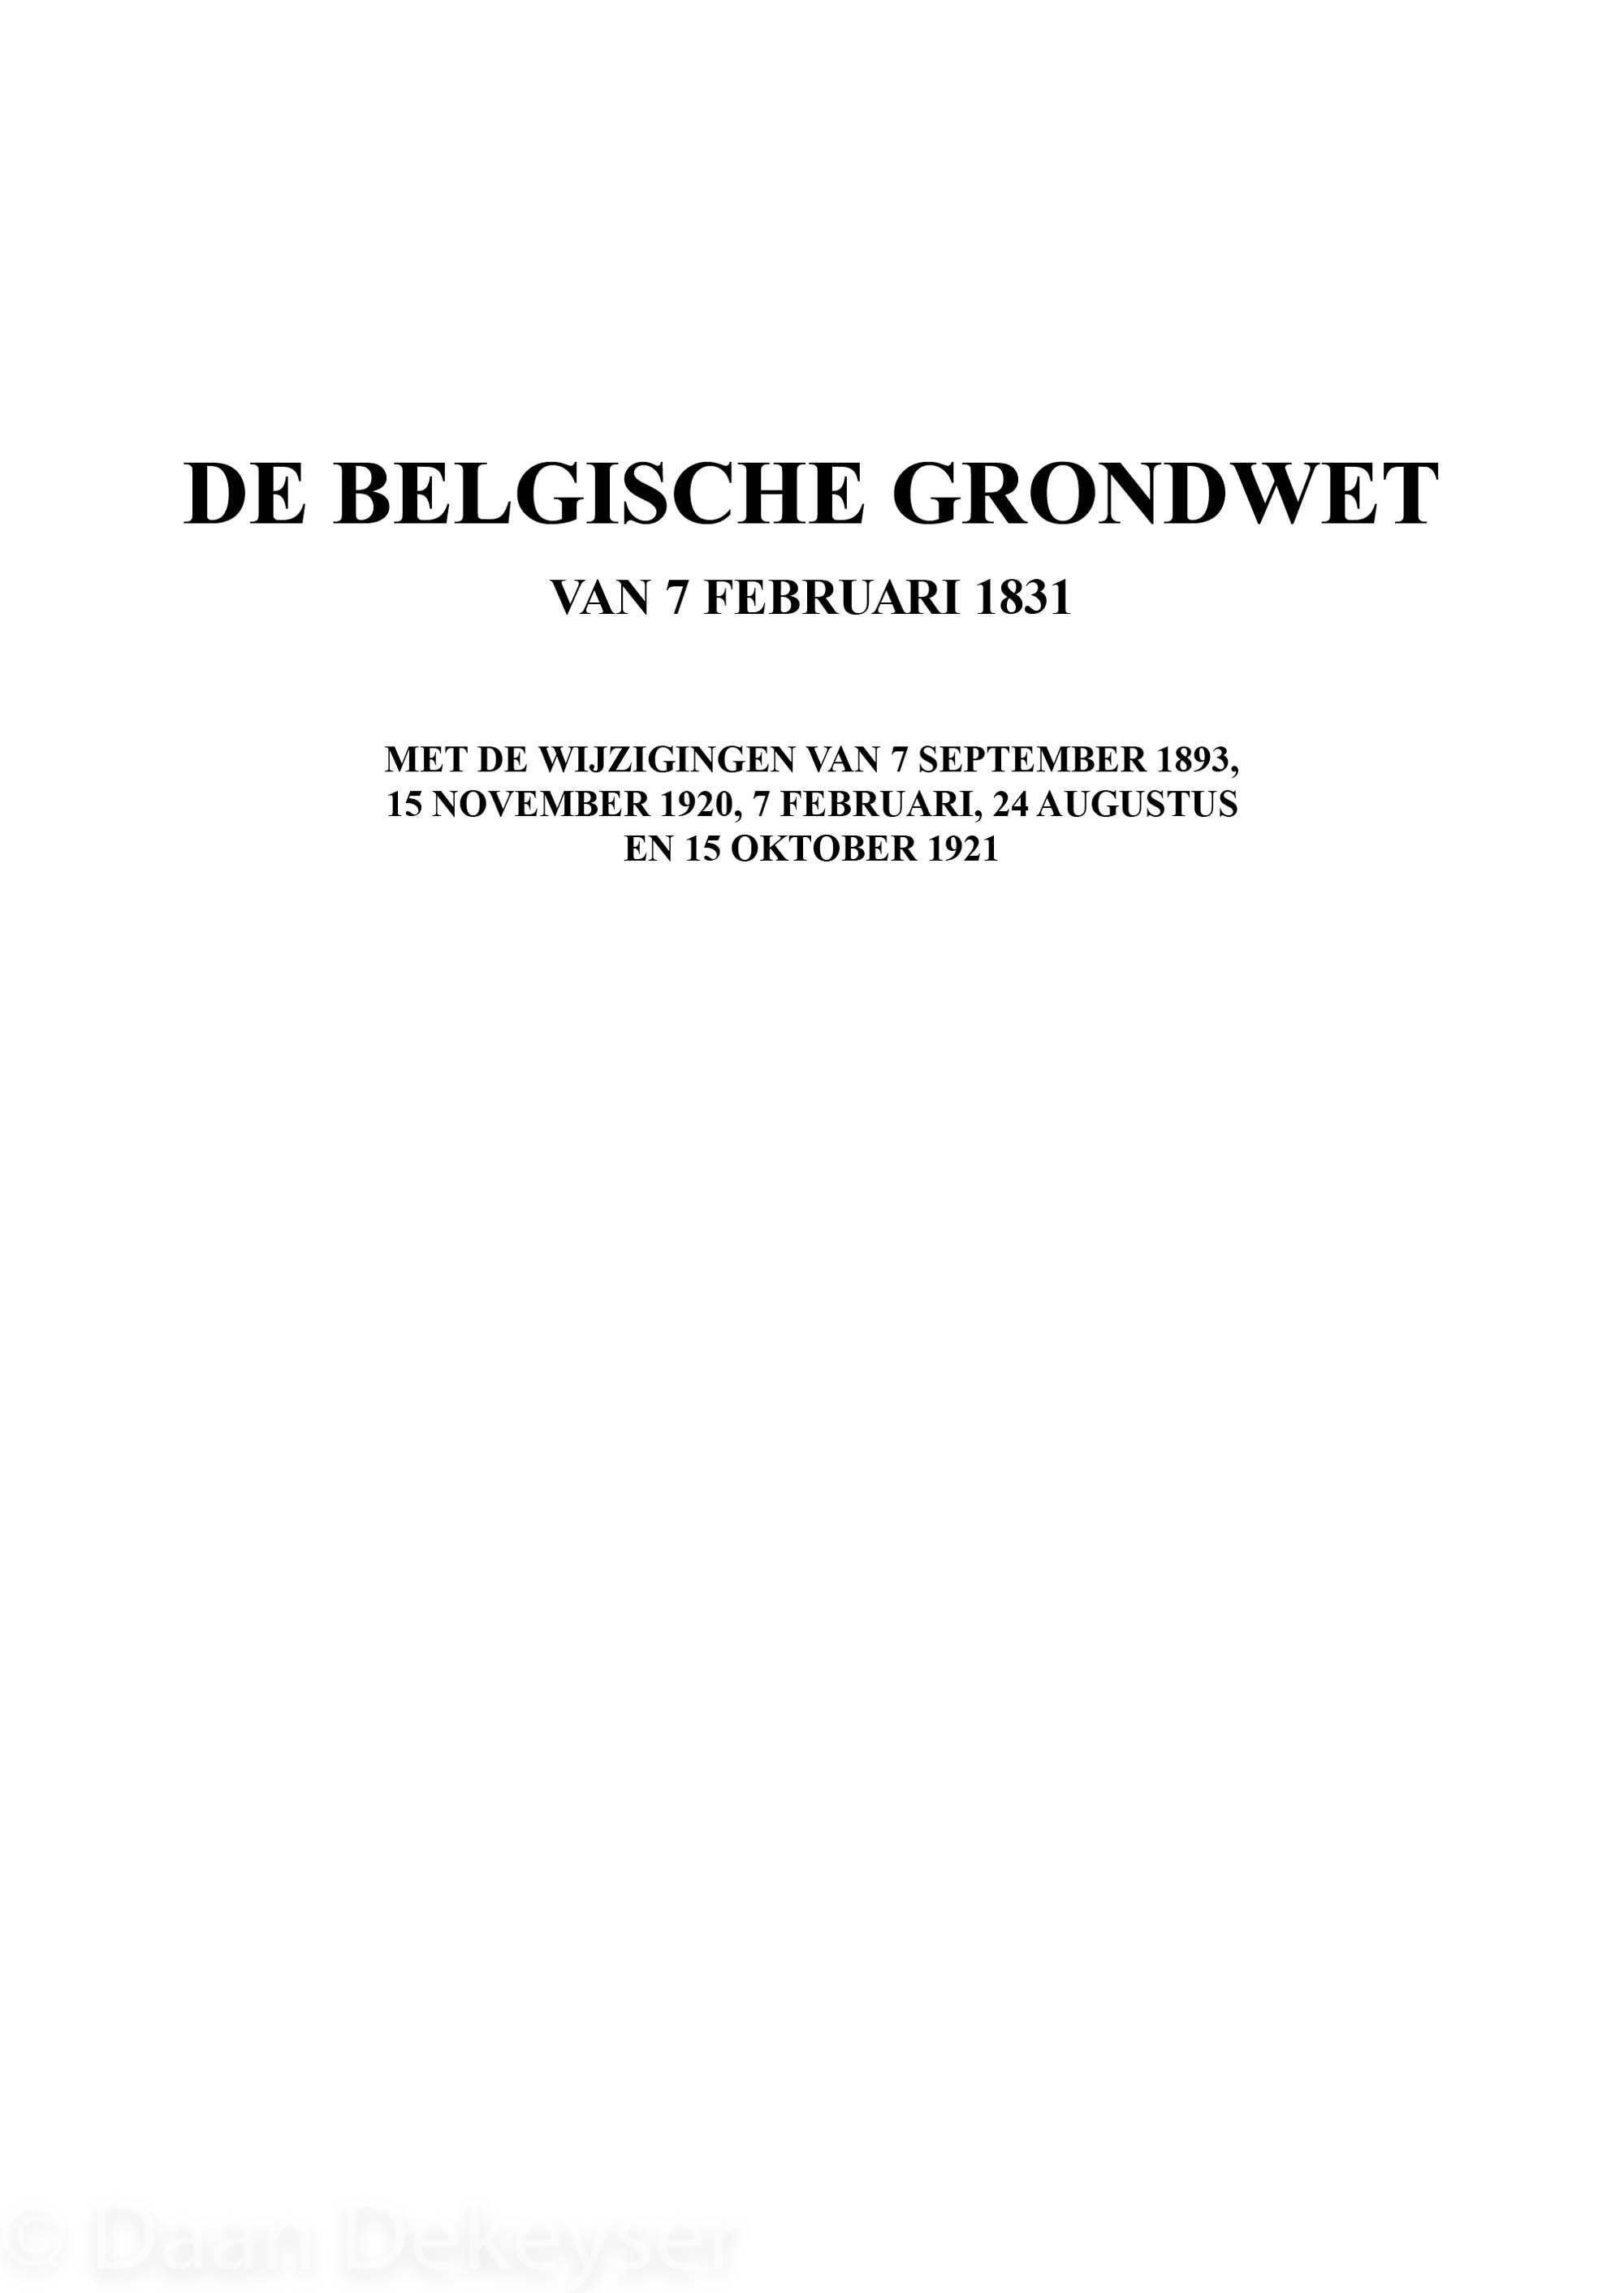 DE BELGISCHE GRONDWET
VAN 7 FEBRUARI 1831
MET DE WIJZIGINGEN VAN 7 SEPTEMBER 1893,
15 NOVEMBER 1920, 7 FEBRUARI, 24 AUGUSTUS
EN 15 OKTOBER 1921
© Daan Dekeyser